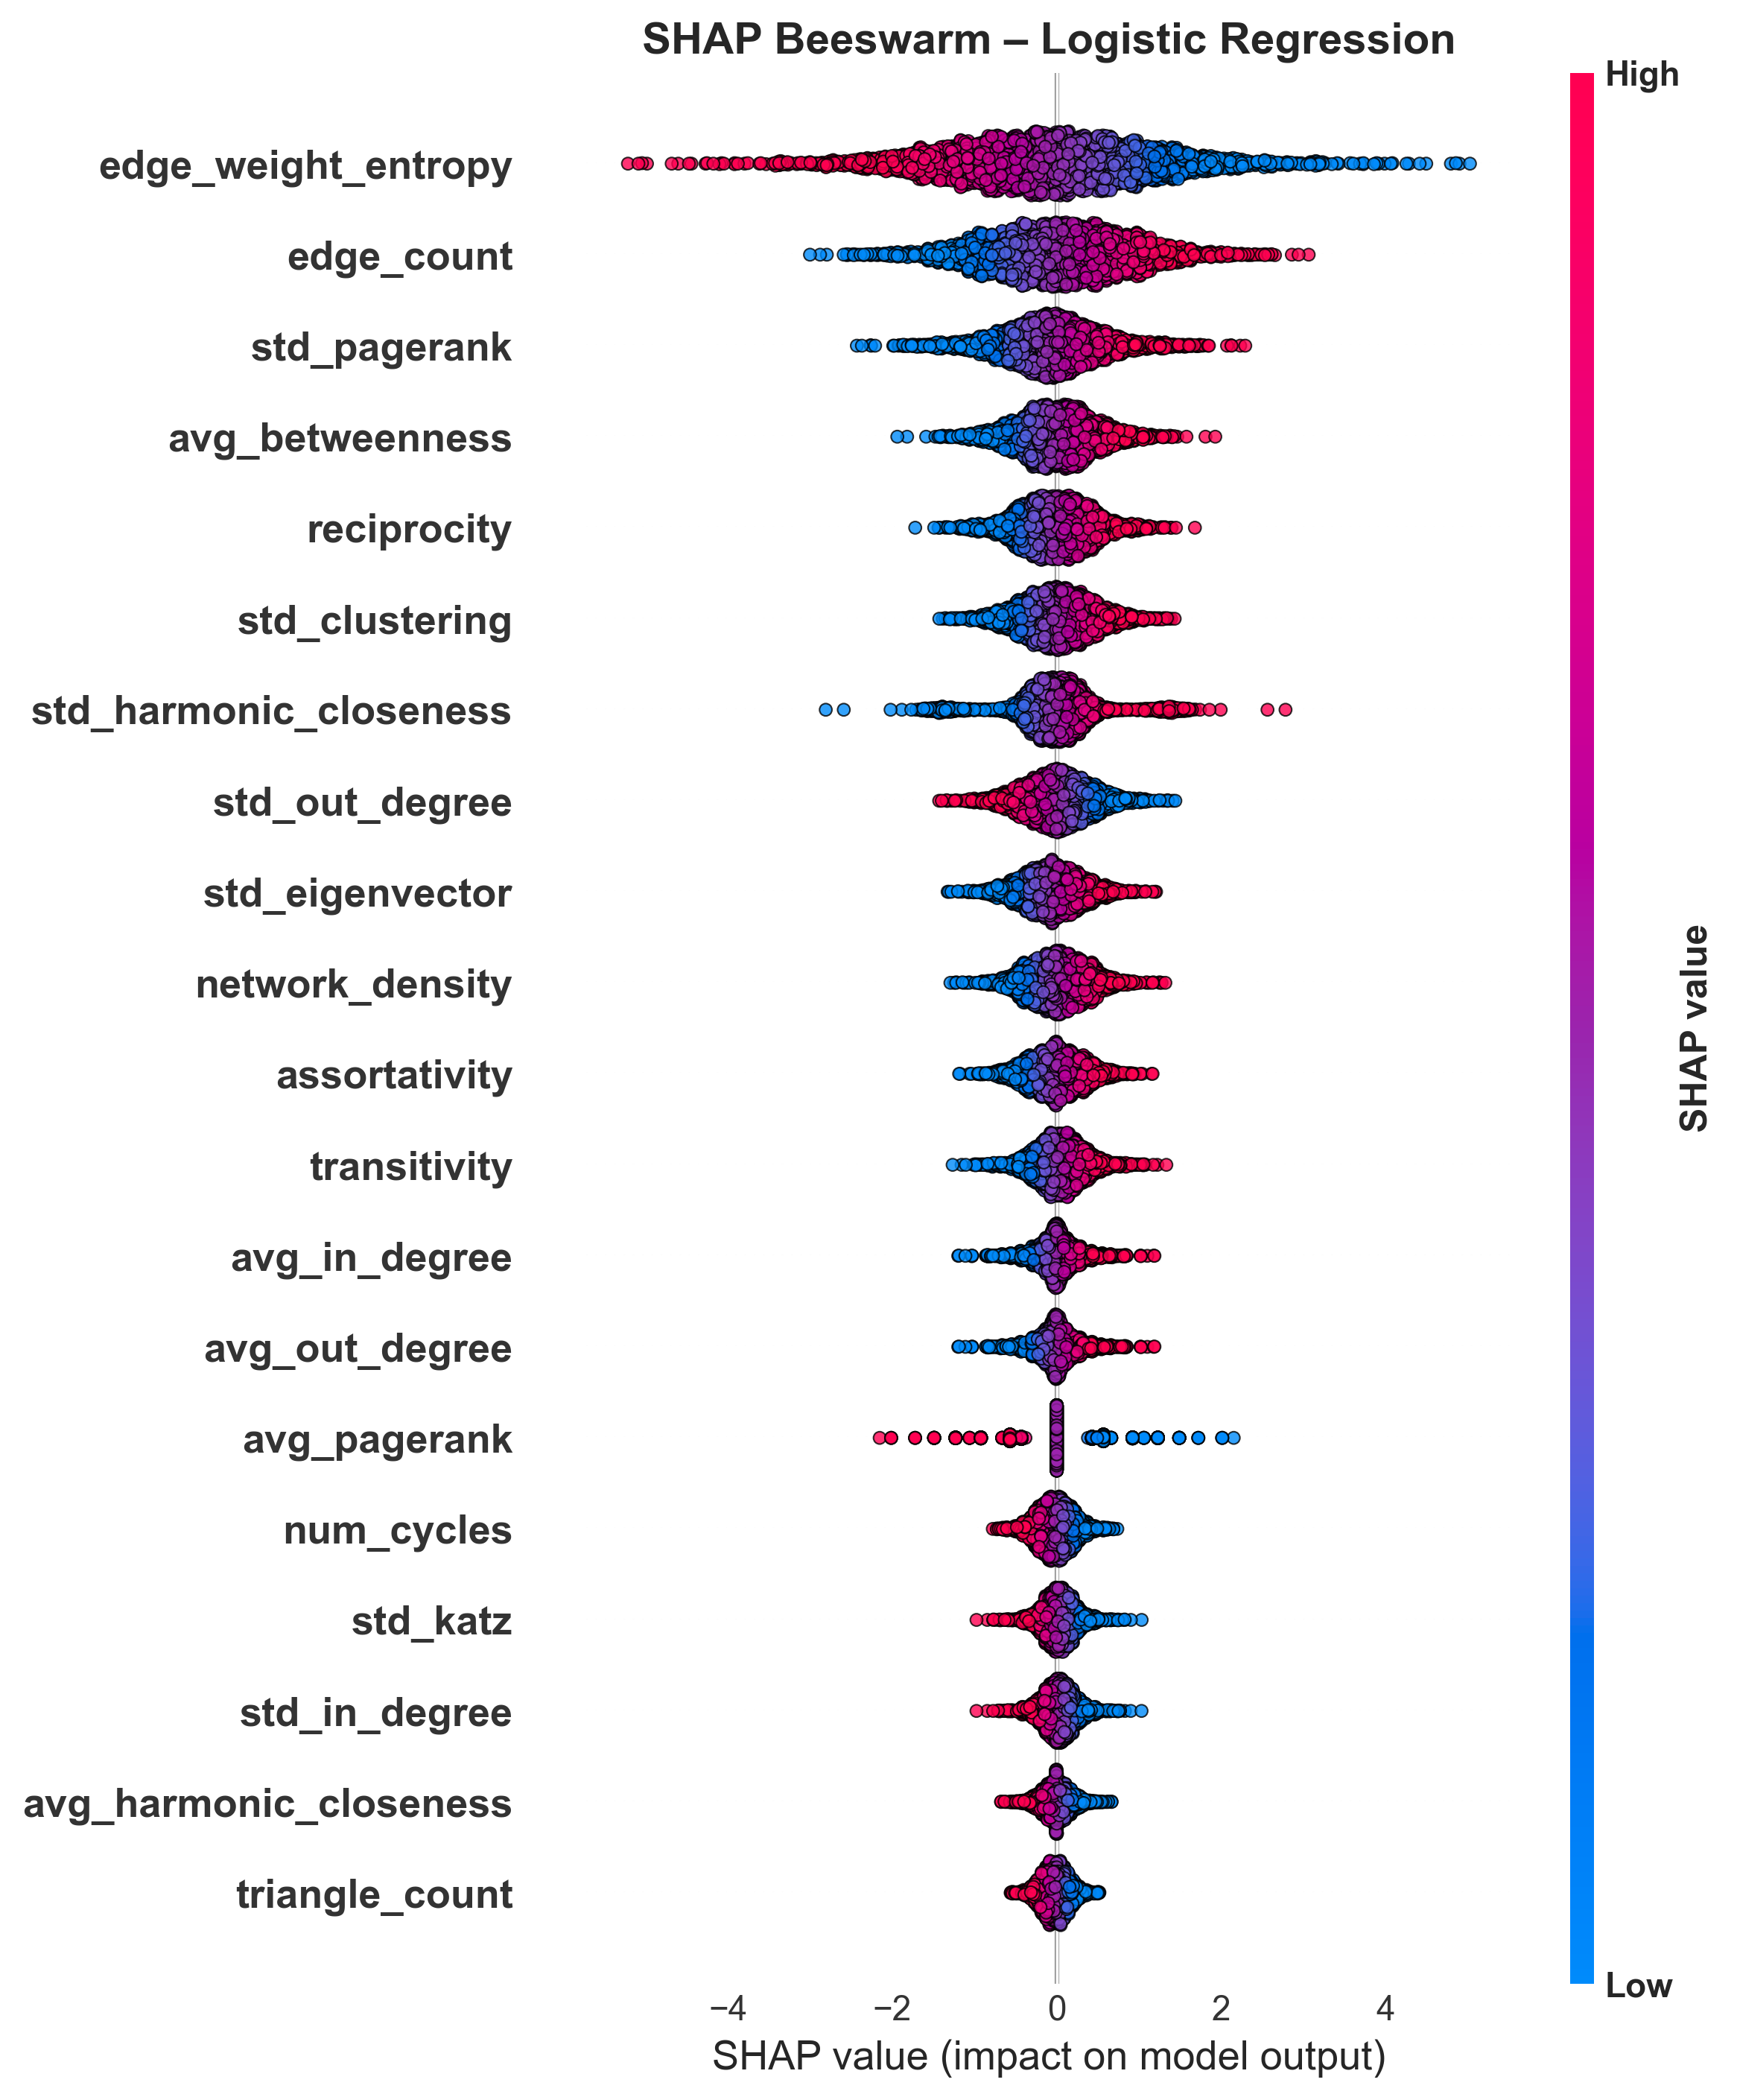 SHAP Beeswarm – Logistic Regression
High
edge_weight_entropy
edge_count
std_pagerank
avg_betweenness
reciprocity
std_clustering
std_harmonic_closeness
std_out_degree
std_eigenvector
network_density
assortativity
transitivity
avg_in_degree
avg_out_degree
avg_pagerank
num_cycles
std_katz
std_in_degree
avg_harmonic_closeness
triangle_count
SHAP value
Low
−4 −2 0 2 4
SHAP value (impact on model output)